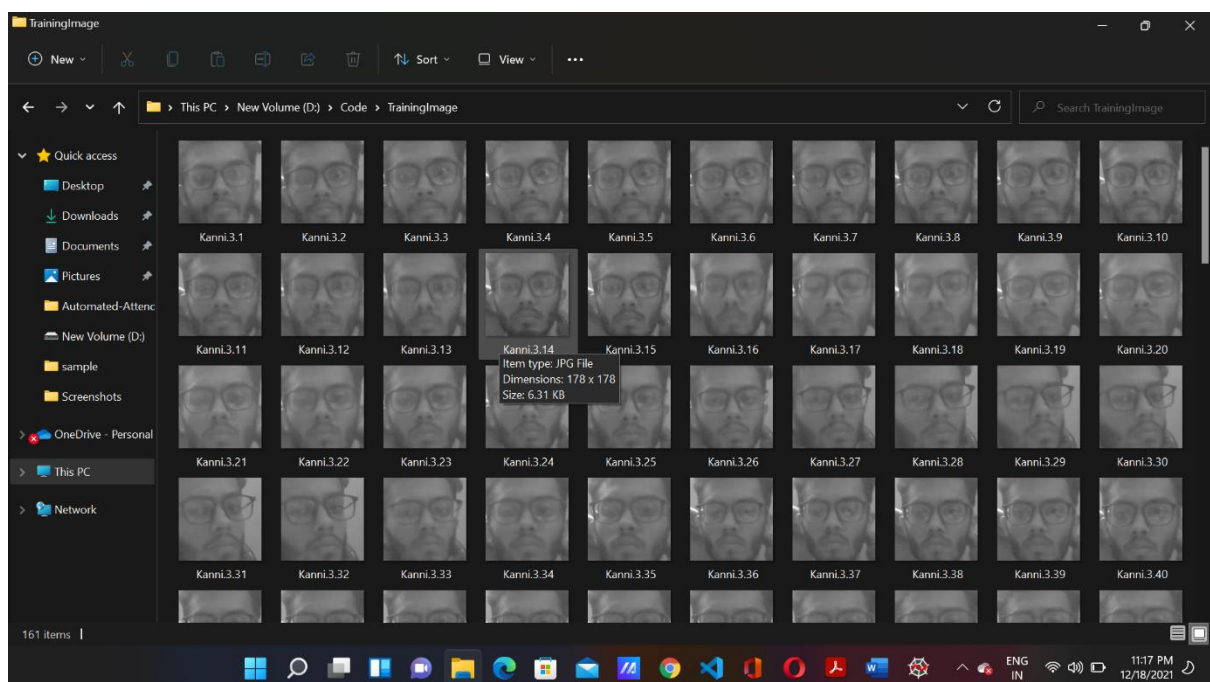 TrainingImage
New
Sort
View
This PC > New Volume (D:) > Code > TrainingImage
Search TrainingImage
Quick access
Desktop
Downloads
Documents
Pictures
Automated-Attenc
New Volume (D:)
sample
Screenshots
OneDrive - Personal
This PC
Network
Kanni.3.1 Kanni.3.2 Kanni.3.3 Kanni.3.4 Kanni.3.5 Kanni.3.6 Kanni.3.7 Kanni.3.8 Kanni.3.9 Kanni.3.10
Kanni.3.11 Kanni.3.12 Kanni.3.13 Kanni.3.14 Kanni.3.15 Kanni.3.16 Kanni.3.17 Kanni.3.18 Kanni.3.19 Kanni.3.20
Item type: JPG File
Dimensions: 178 x 178
Size: 6.31 KB
Kanni.3.21 Kanni.3.22 Kanni.3.23 Kanni.3.24 Kanni.3.25 Kanni.3.26 Kanni.3.27 Kanni.3.28 Kanni.3.29 Kanni.3.30
Kanni.3.31 Kanni.3.32 Kanni.3.33 Kanni.3.34 Kanni.3.35 Kanni.3.36 Kanni.3.37 Kanni.3.38 Kanni.3.39 Kanni.3.40
161 items
ENG
IN
11:17 PM
12/18/2021